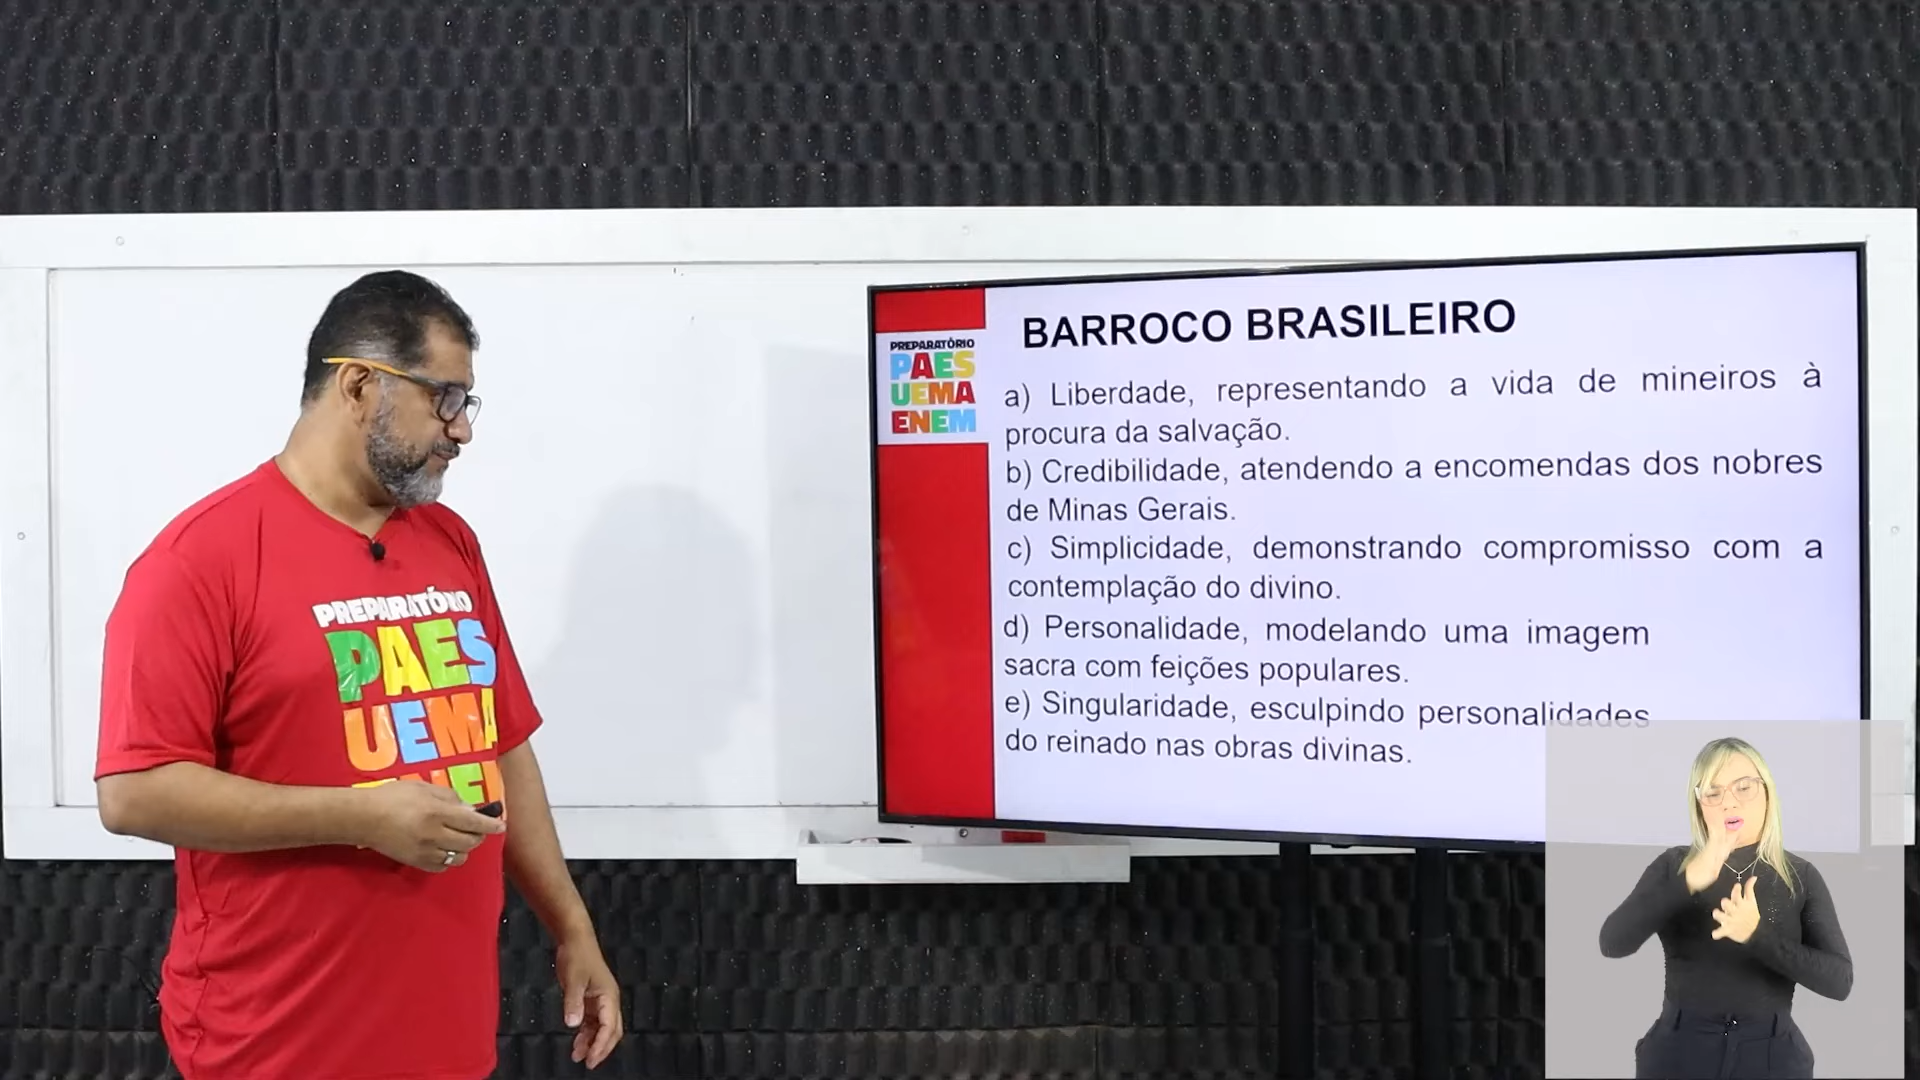 BARROCO BRASILEIRO
PREPARATÓRIO
PAES
UEMA
ENEM
a) Liberdade, representando a vida de mineiros à
procura da salvação.
b) Credibilidade, atendendo a encomendas dos nobres
de Minas Gerais.
c) Simplicidade, demonstrando compromisso com a
contemplação do divino.
d) Personalidade, modelando uma imagem
sacra com feições populares.
e) Singularidade, esculpindo personalidades
do reinado nas obras divinas.
PREPARATÓRIO
PAES
UEMA
ENEM